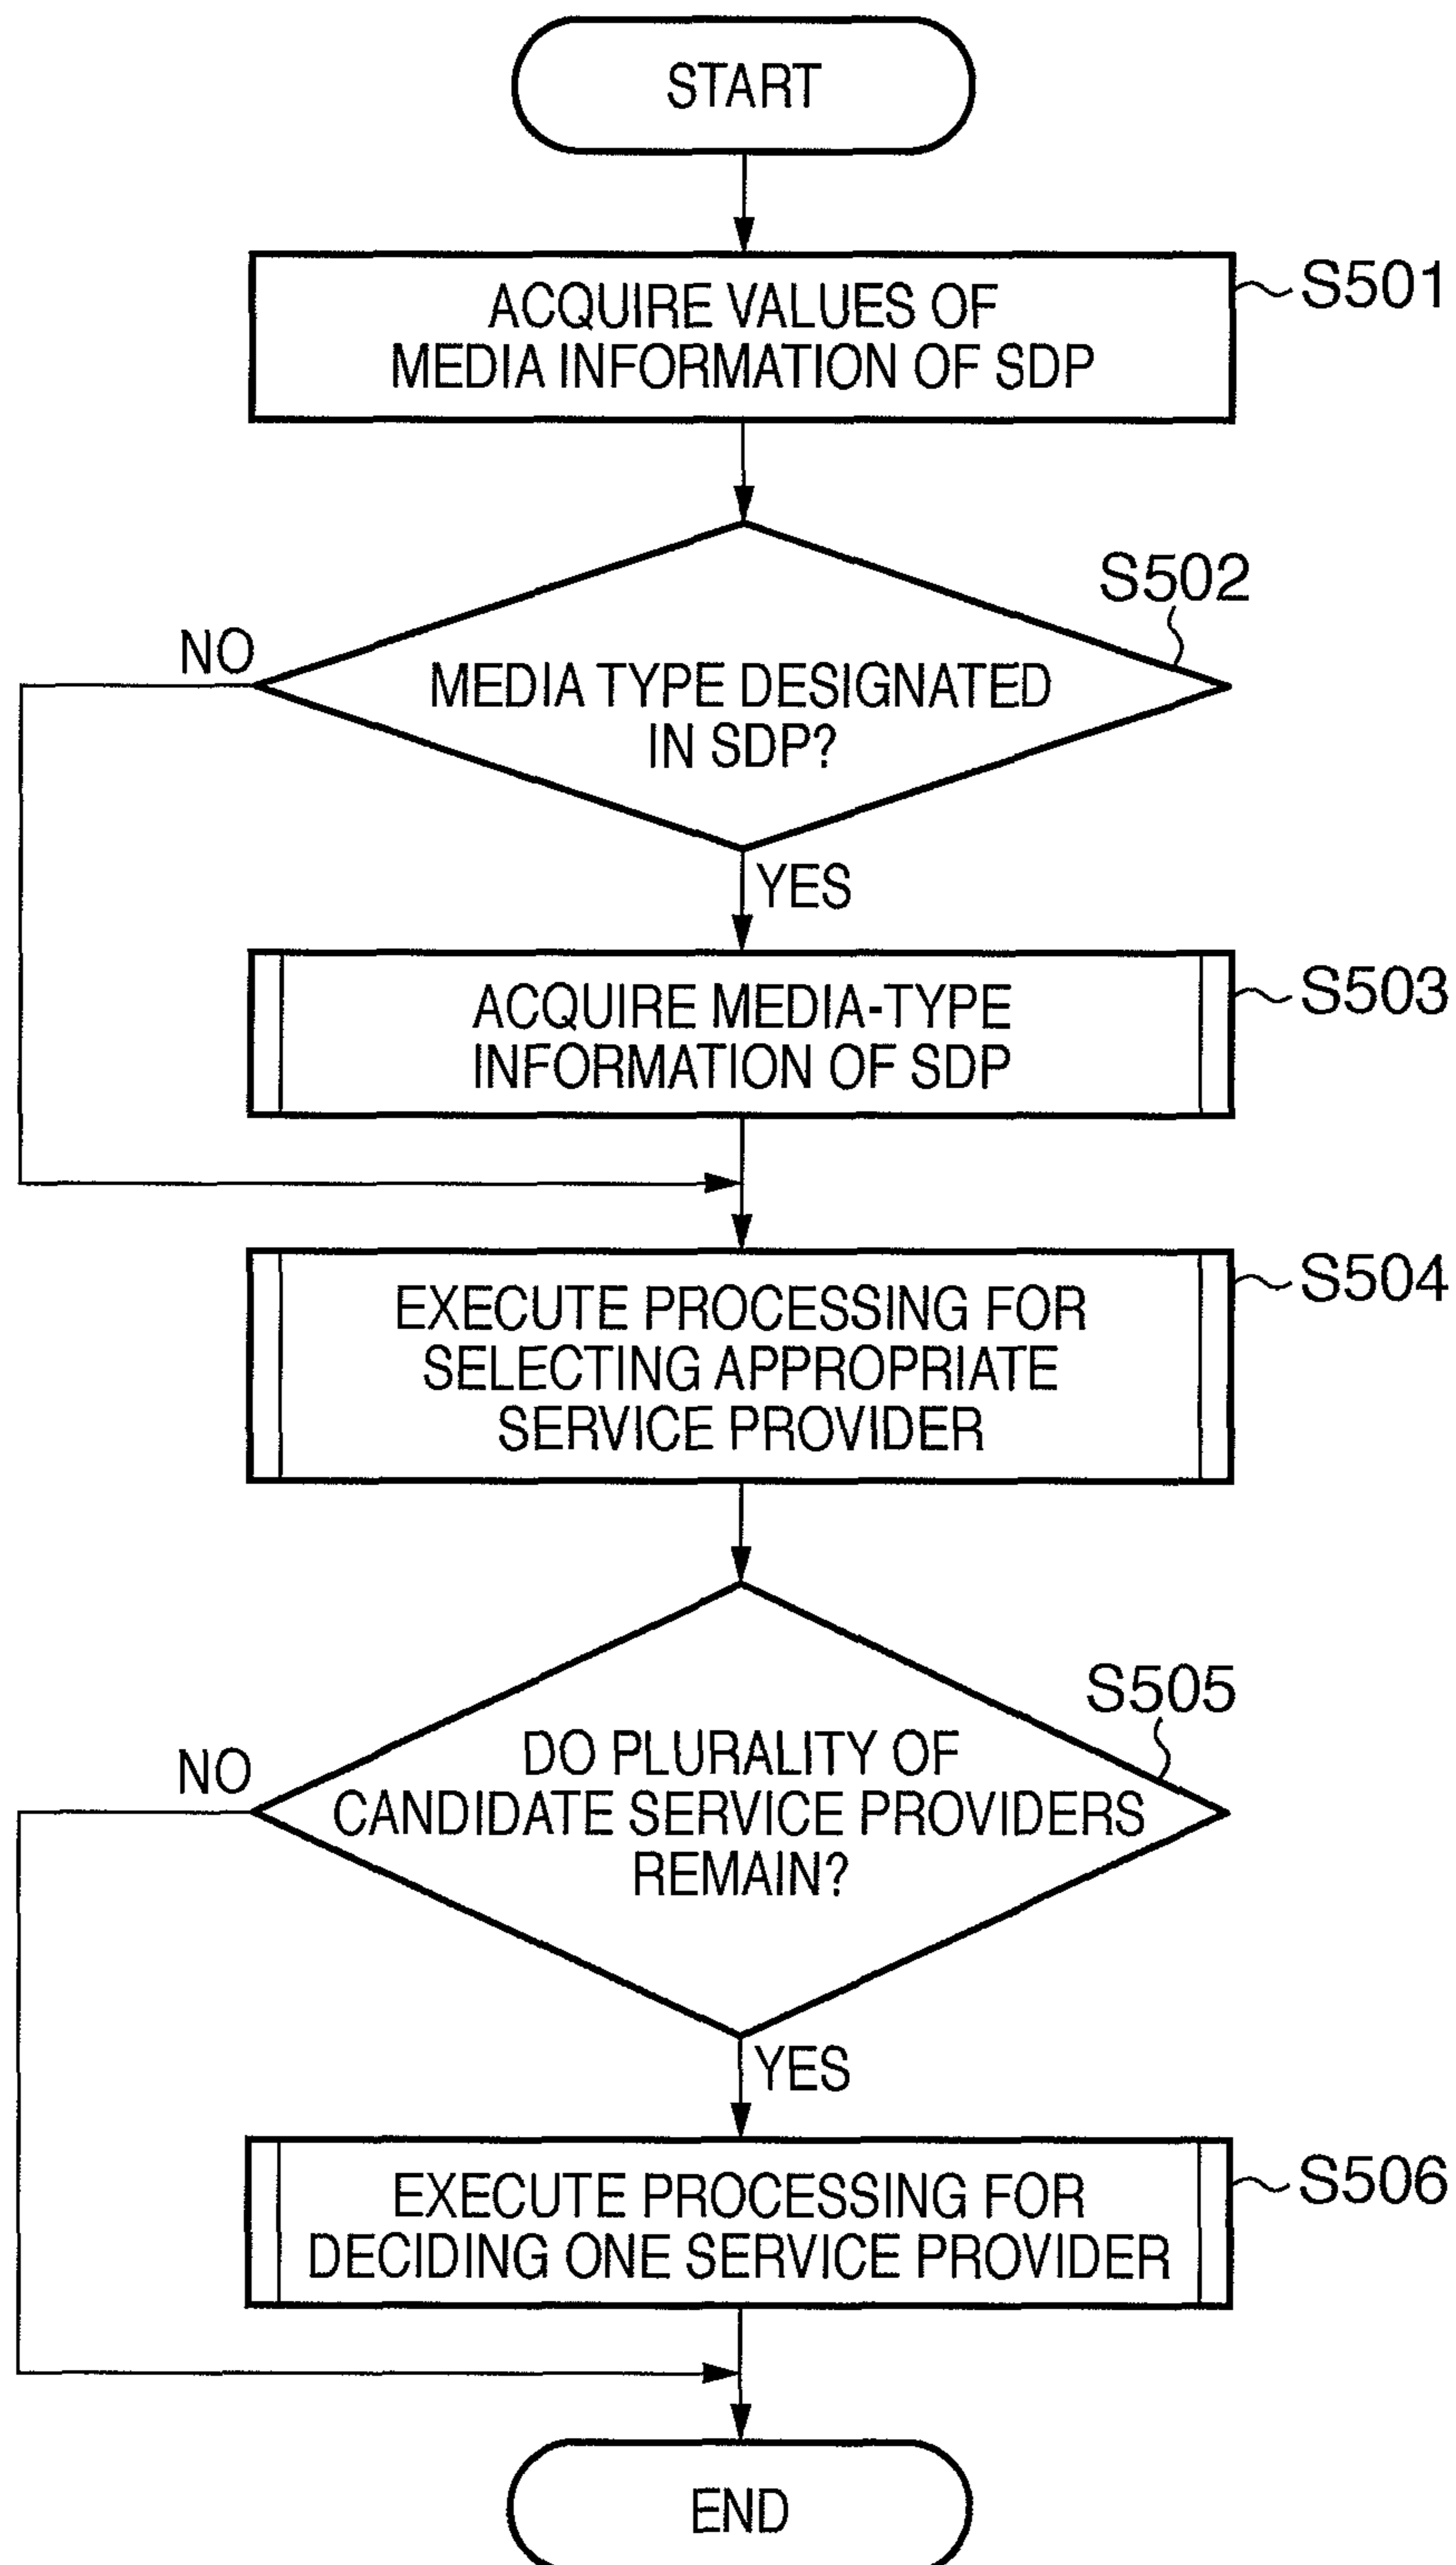 START
ACQUIRE VALUES OF
MEDIA INFORMATION OF SDP
S501
S502
NO
MEDIA TYPE DESIGNATED
IN SDP?
YES
ACQUIRE MEDIA-TYPE
INFORMATION OF SDP
S503
EXECUTE PROCESSING FOR
SELECTING APPROPRIATE
SERVICE PROVIDER
S504
S505
NO
DO PLURALITY OF
CANDIDATE SERVICE PROVIDERS
REMAIN?
YES
EXECUTE PROCESSING FOR
DECIDING ONE SERVICE PROVIDER
S506
END